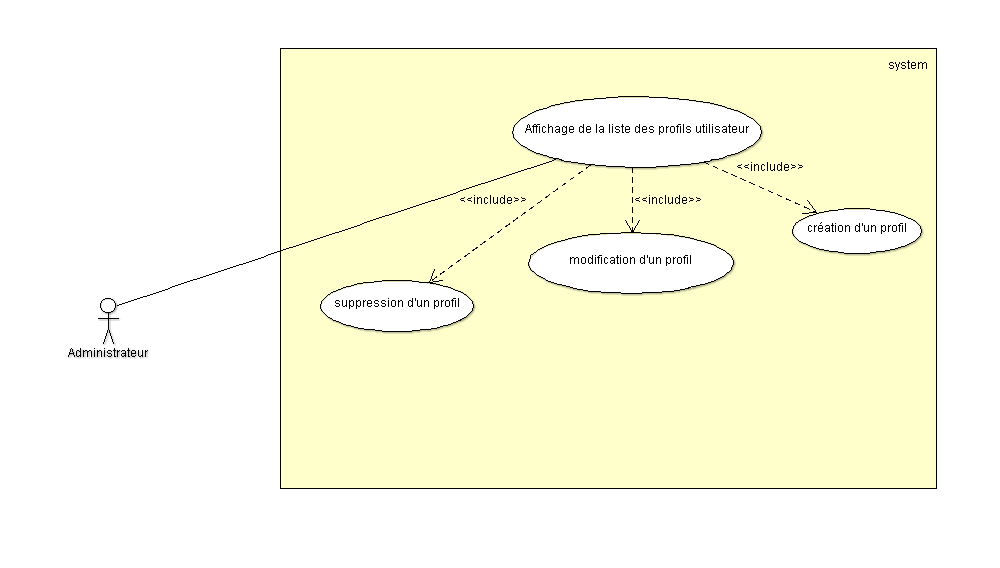 system
Affichage de la liste des profils utilisateur
<<include>>
<<include>>
<<include>>
création d'un profil
modification d'un profil
suppression d'un profil
Administrateur